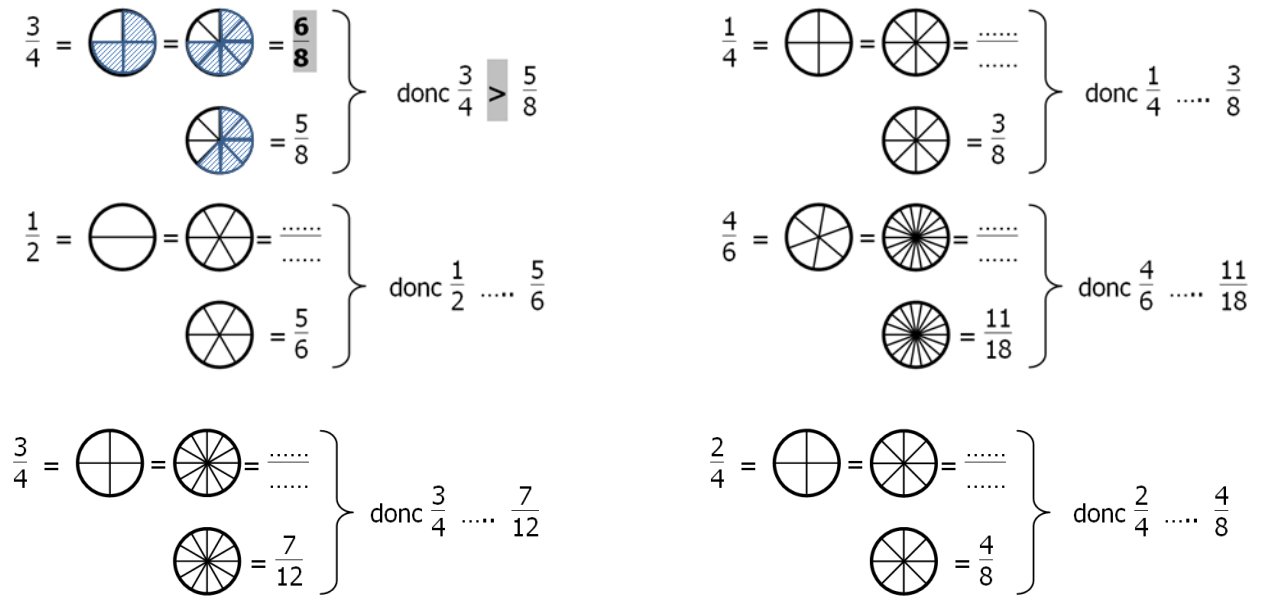 3/4 = = = 6/8
= 5/8
donc 3/4 > 5/8
1/4 = = = ....../......
= 3/8
donc 1/4 ..... 3/8
1/2 = = = ....../......
= 5/6
donc 1/2 ..... 5/6
4/6 = = = ....../......
= 11/18
donc 4/6 ..... 11/18
3/4 = = = ....../......
= 7/12
donc 3/4 ..... 7/12
2/4 = = = ....../......
= 4/8
donc 2/4 ..... 4/8